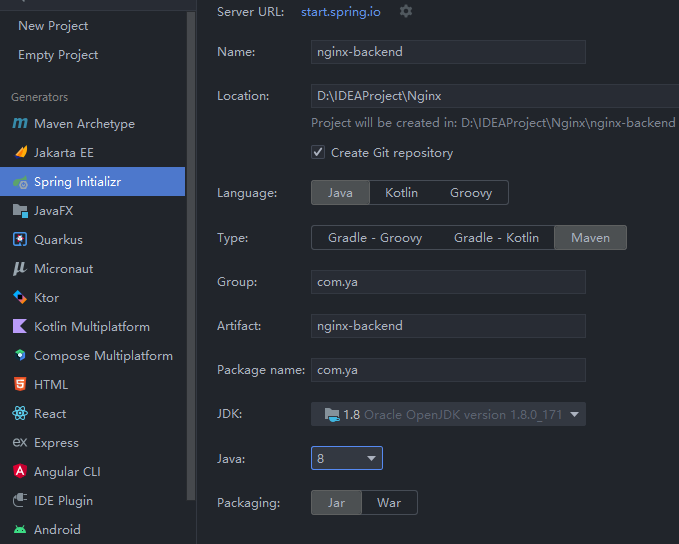 New Project
Empty Project
Generators
Maven Archetype
Jakarta EE
Spring Initializr
JavaFX
Quarkus
Micronaut
Ktor
Kotlin Multiplatform
Compose Multiplatform
HTML
React
ex Express
Angular CLI
IDE Plugin
Android
Server URL: start.spring.io
Name: nginx-backend
Location: D:\IDEAProject\Nginx
Project will be created in: D:\IDEAProject\Nginx\nginx-backend
Create Git repository
Language: Java Kotlin Groovy
Type: Gradle - Groovy Gradle - Kotlin Maven
Group: com.ya
Artifact: nginx-backend
Package name: com.ya
JDK: 1.8 Oracle OpenJDK version 1.8.0_171
Java: 8
Packaging: Jar War